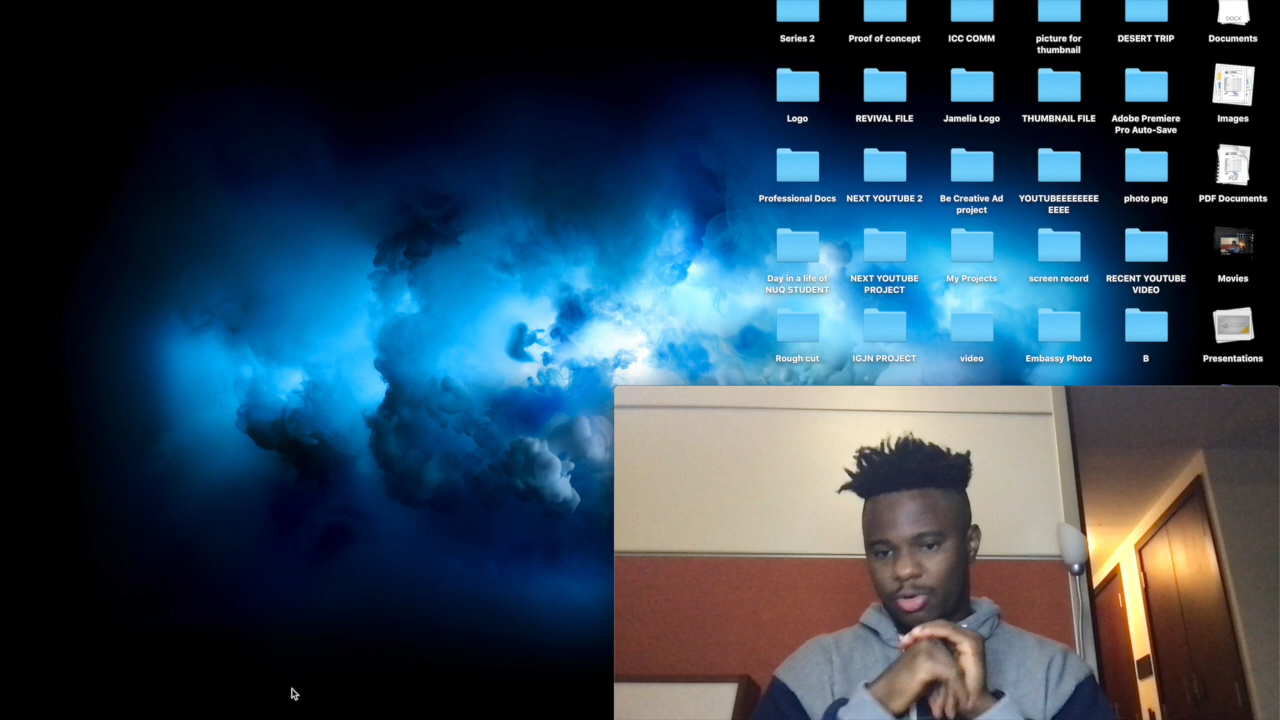 Series 2
Proof of concept
ICC COMM
picture for
thumbnail
DESERT TRIP
DOCX
Documents
Logo
REVIVAL FILE
Jamelia Logo
THUMBNAIL FILE
Adobe Premiere
Pro Auto-Save
Images
Professional Docs
NEXT YOUTUBE 2
Be Creative Ad
project
YOUTUBEEEEEEEE
EEEE
photo png
PDF
PDF Documents
Day in a life of
NUQ STUDENT
NEXT YOUTUBE
PROJECT
My Projects
screen record
RECENT YOUTUBE
VIDEO
Movies
Rough cut
IGJN PROJECT
video
Embassy Photo
B
Presentations